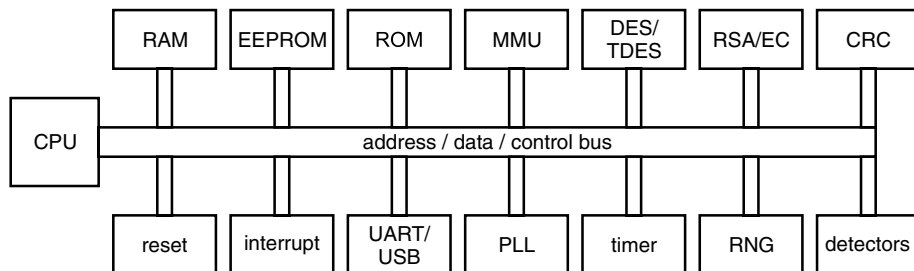 RAM
EEPROM
ROM
MMU
DES/
TDES
RSA/EC
CRC
CPU
address / data / control bus
reset
interrupt
UART/
USB
PLL
timer
RNG
detectors